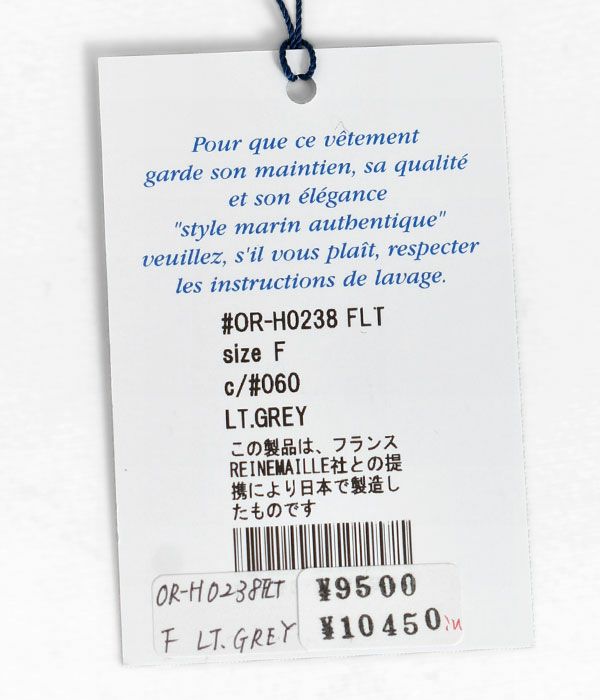 Pour que ce vêtement
garde son maintien, sa qualité
et son élégance
"style marin authentique"
veuillez, s'il vous plaît, respecter
les instructions de lavage.
#OR-H0238 FLT
size F
c/#060
LT.GREY
この製品は、フランス
REINEMAILLE社との提
携により日本で製造し
たものです
OR-H0238FLT
F LT.GREY
¥9500
¥10450